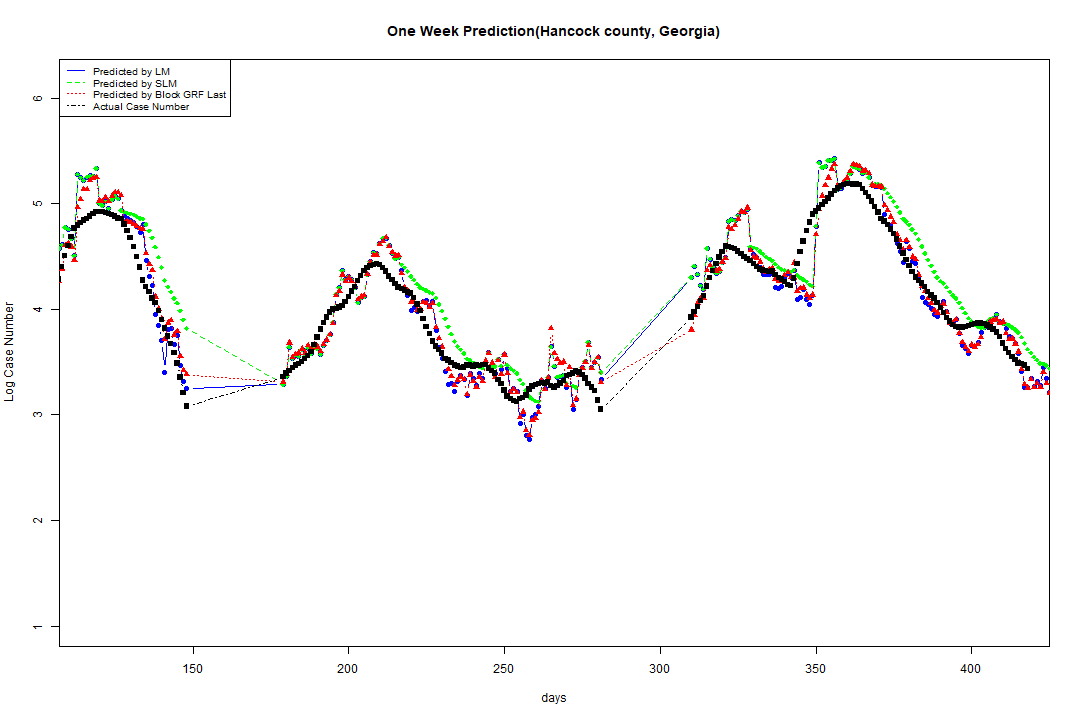 One Week Prediction(Hancock county, Georgia)
Predicted by LM
Predicted by SLM
Predicted by Block GRF Last
Actual Case Number
6
5
4
3
2
1
Log Case Number
150 200 250 300 350 400
days